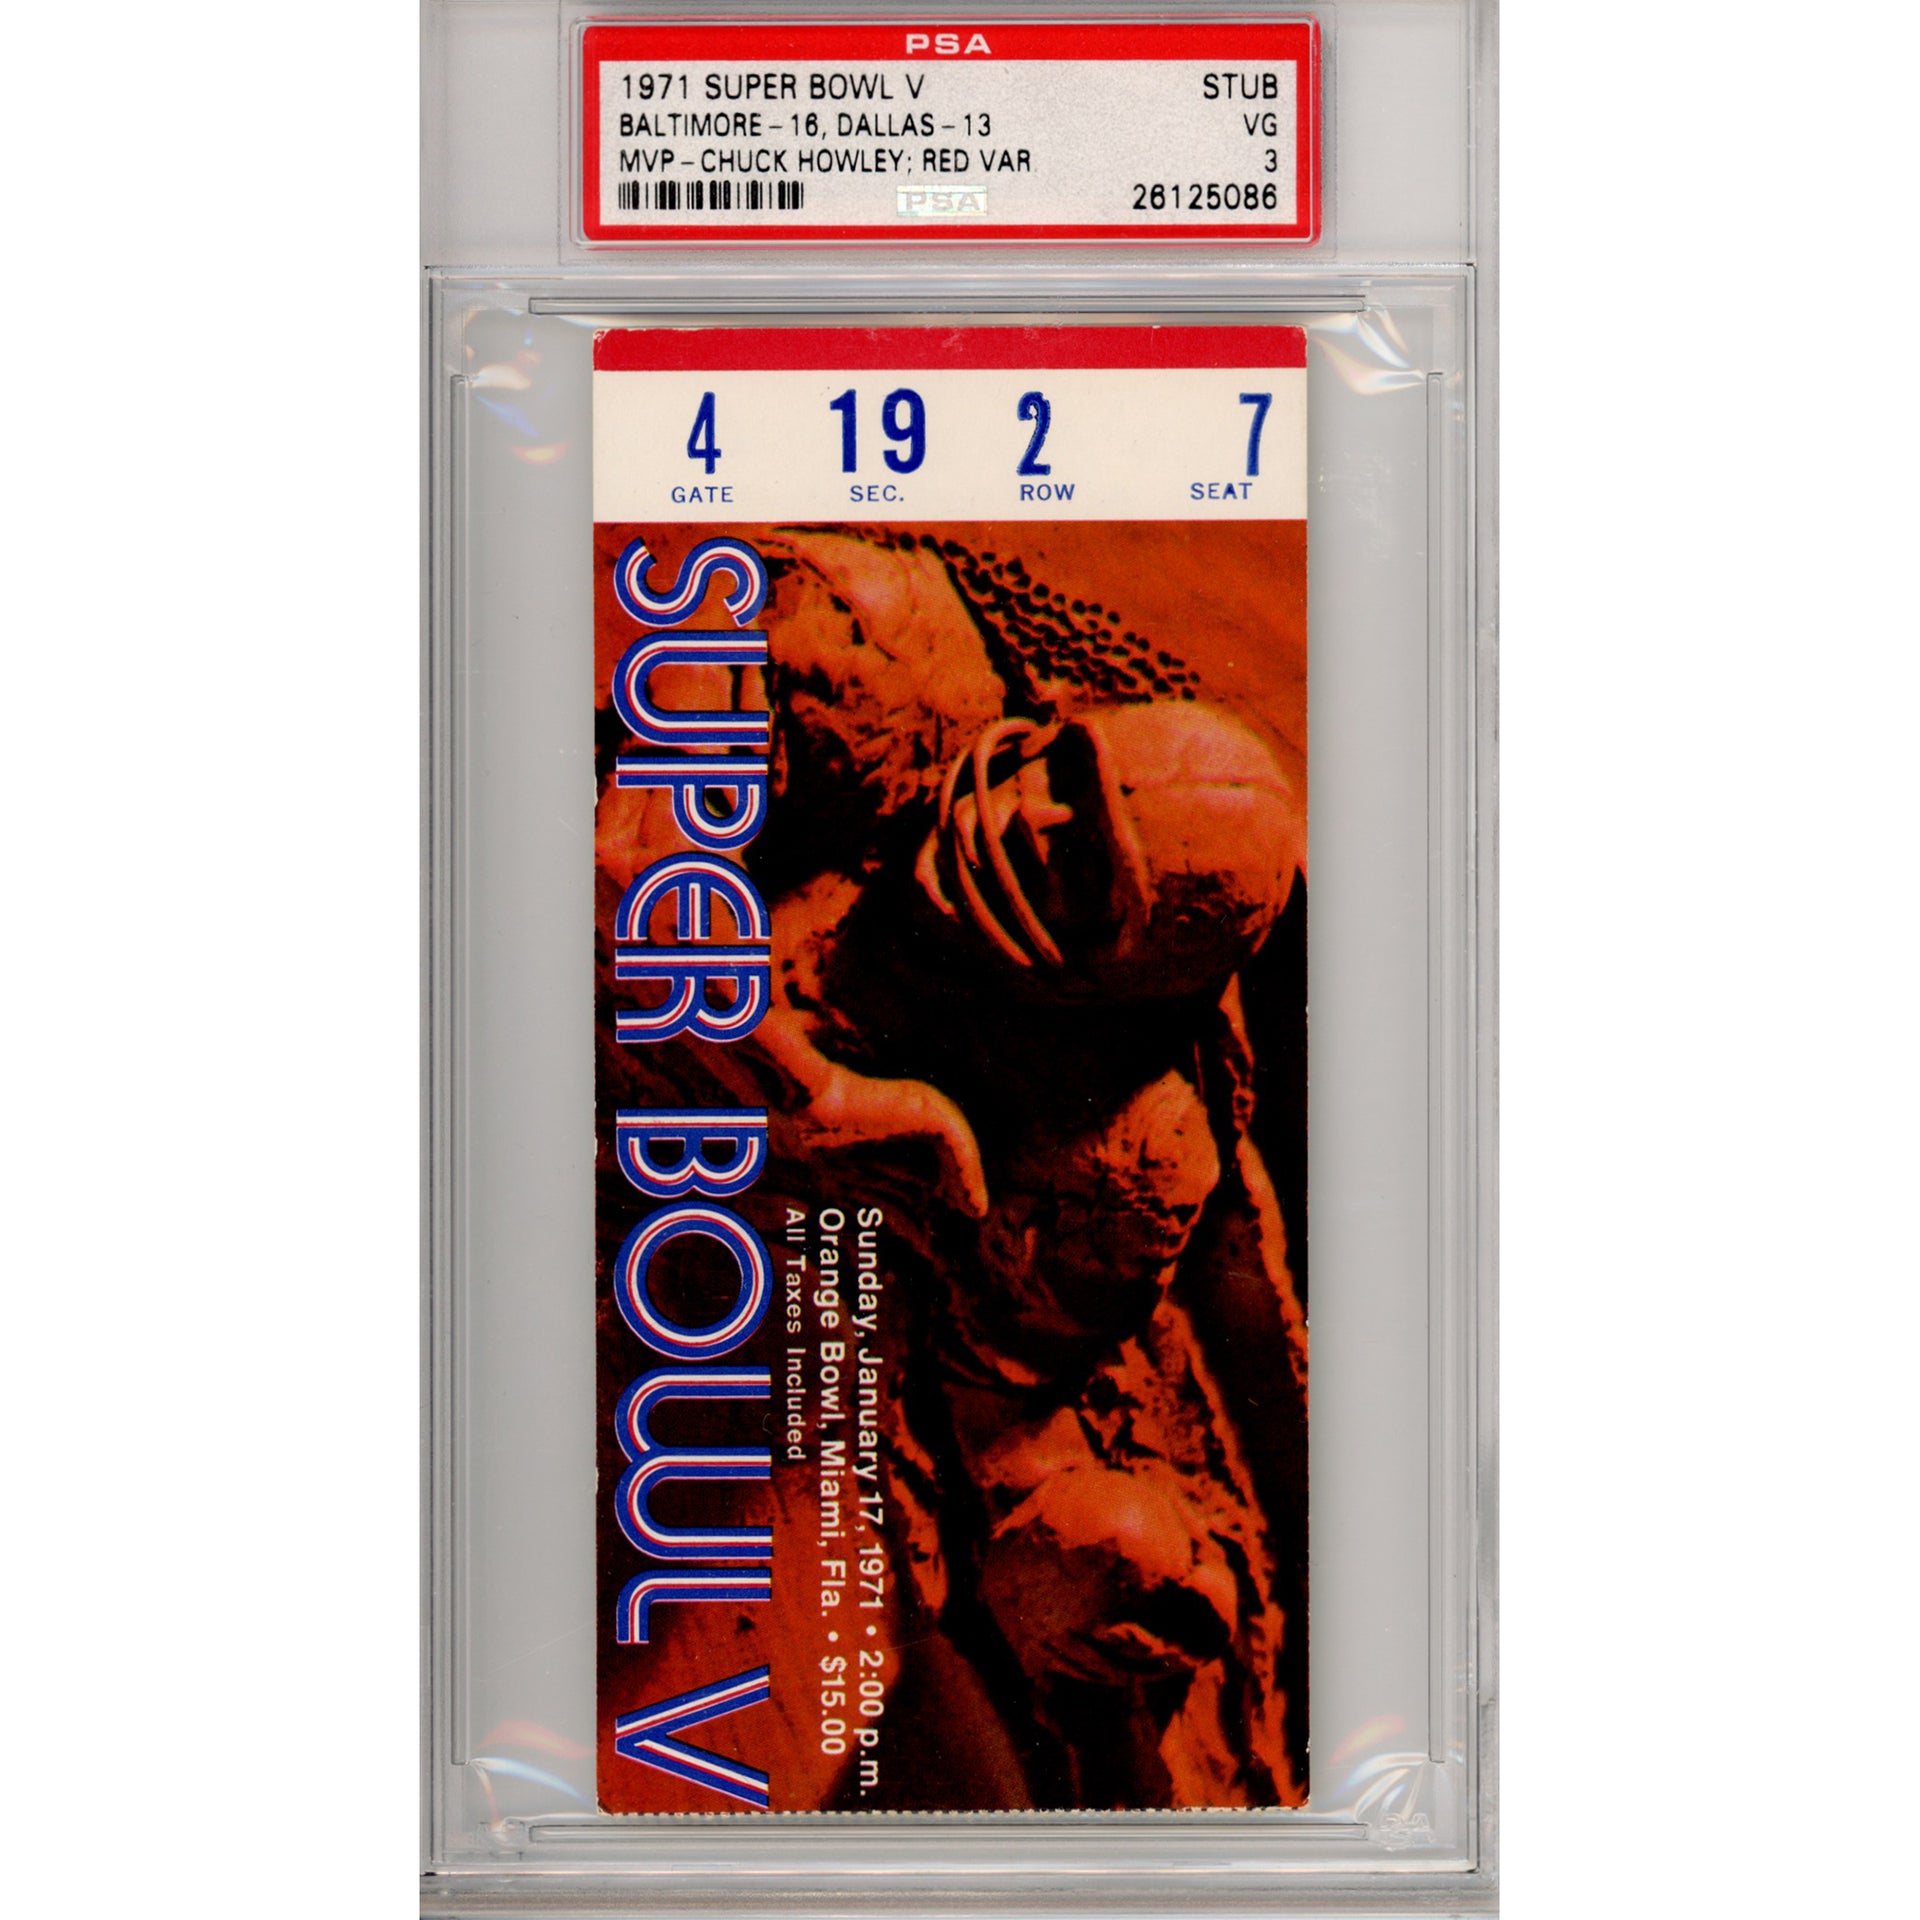 PSA
1971 SUPER BOWL V STUB
BALTIMORE-16, DALLAS-13 VG
MVP-CHUCK HOWLEY; RED VAR 3
PSA 26125086
4 19 2 7
GATE SEC. ROW SEAT
SUPER BOWL V
Sunday, January 17, 1971 • 2:00 p.m.
Orange Bowl, Miami, Fla. • $15.00
All Taxes Included